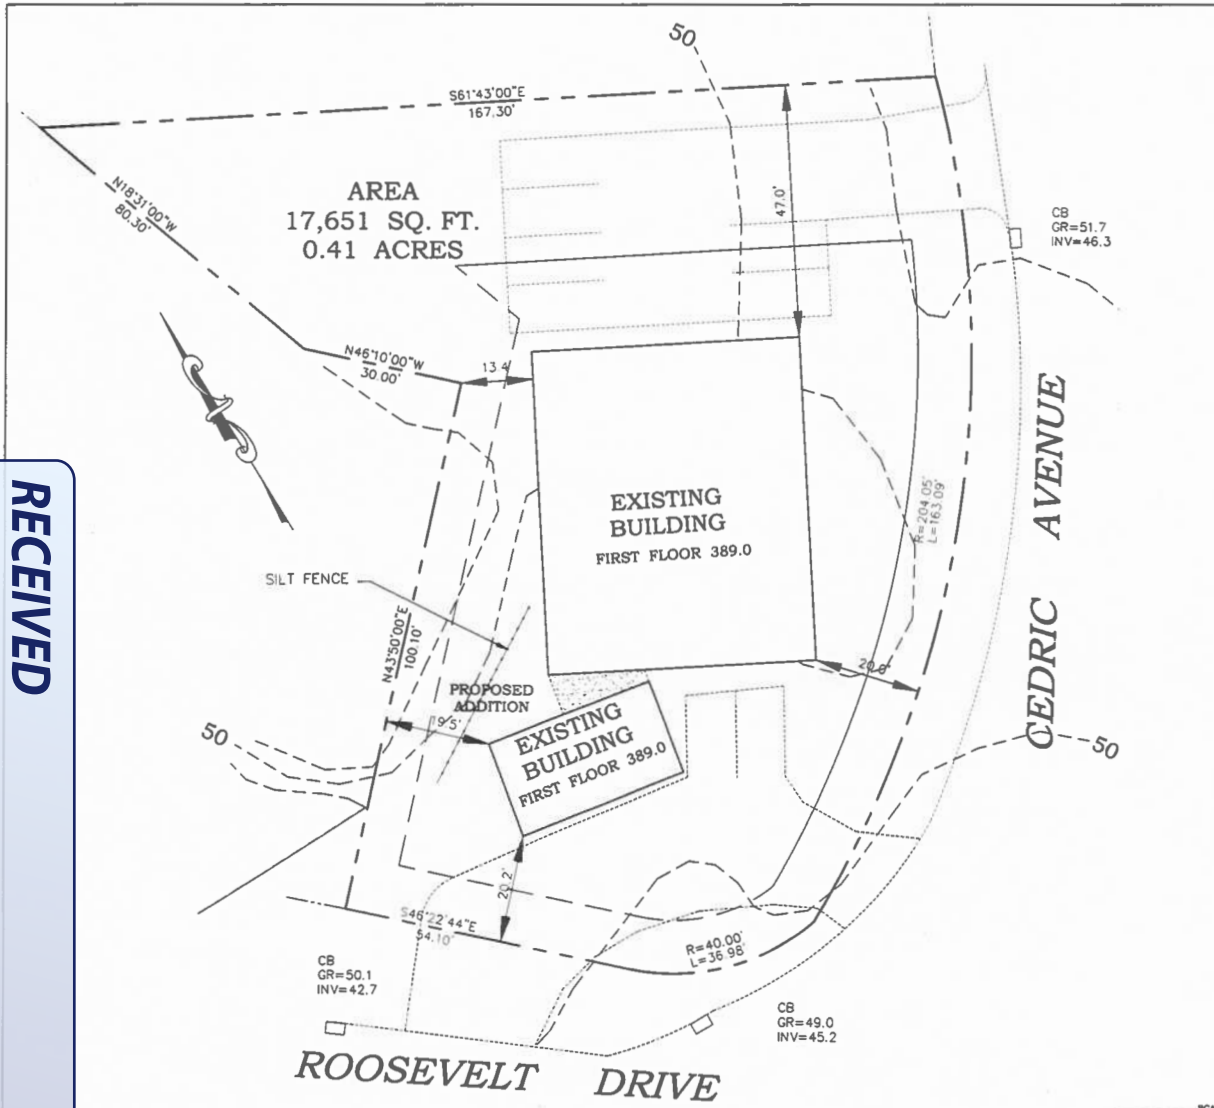 50
S61°43'00"E
167.30'
N18°31'00"W
80.30'
AREA
17,651 SQ. FT.
0.41 ACRES
47.0'
CB
GR=51.7
INV=46.3
N46°10'00"W
30.00'
13.4
EXISTING
BUILDING
FIRST FLOOR 389.0
R=204.05'
L=163.09'
CEDRIC AVENUE
RECEIVED
SILT FENCE
N43°50'00"E
100.10'
20.0'
PROPOSED
ADDITION
19.5'
EXISTING
BUILDING
FIRST FLOOR 389.0
50
50
20.2'
S46°22'44"E
54.10'
R=40.00'
L=36.98'
CB
GR=50.1
INV=42.7
CB
GR=49.0
INV=45.2
ROOSEVELT DRIVE